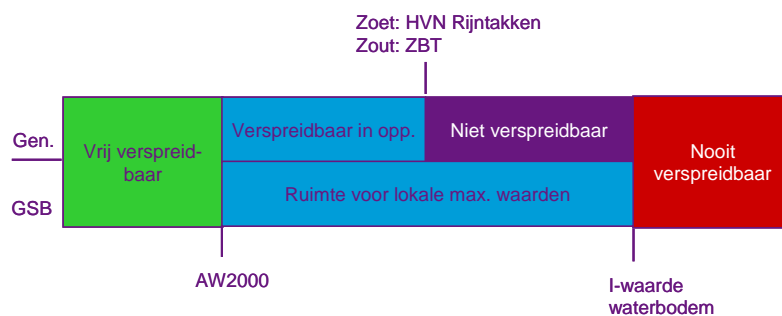 Zoet: HVN Rijntakken
Zout: ZBT
Gen.
GSB
Vrij verspreid-
baar
Verspreidbaar in opp.
Niet verspreidbaar
Ruimte voor lokale max. waarden
Nooit
verspreidbaar
AW2000
I-waarde
waterbodem